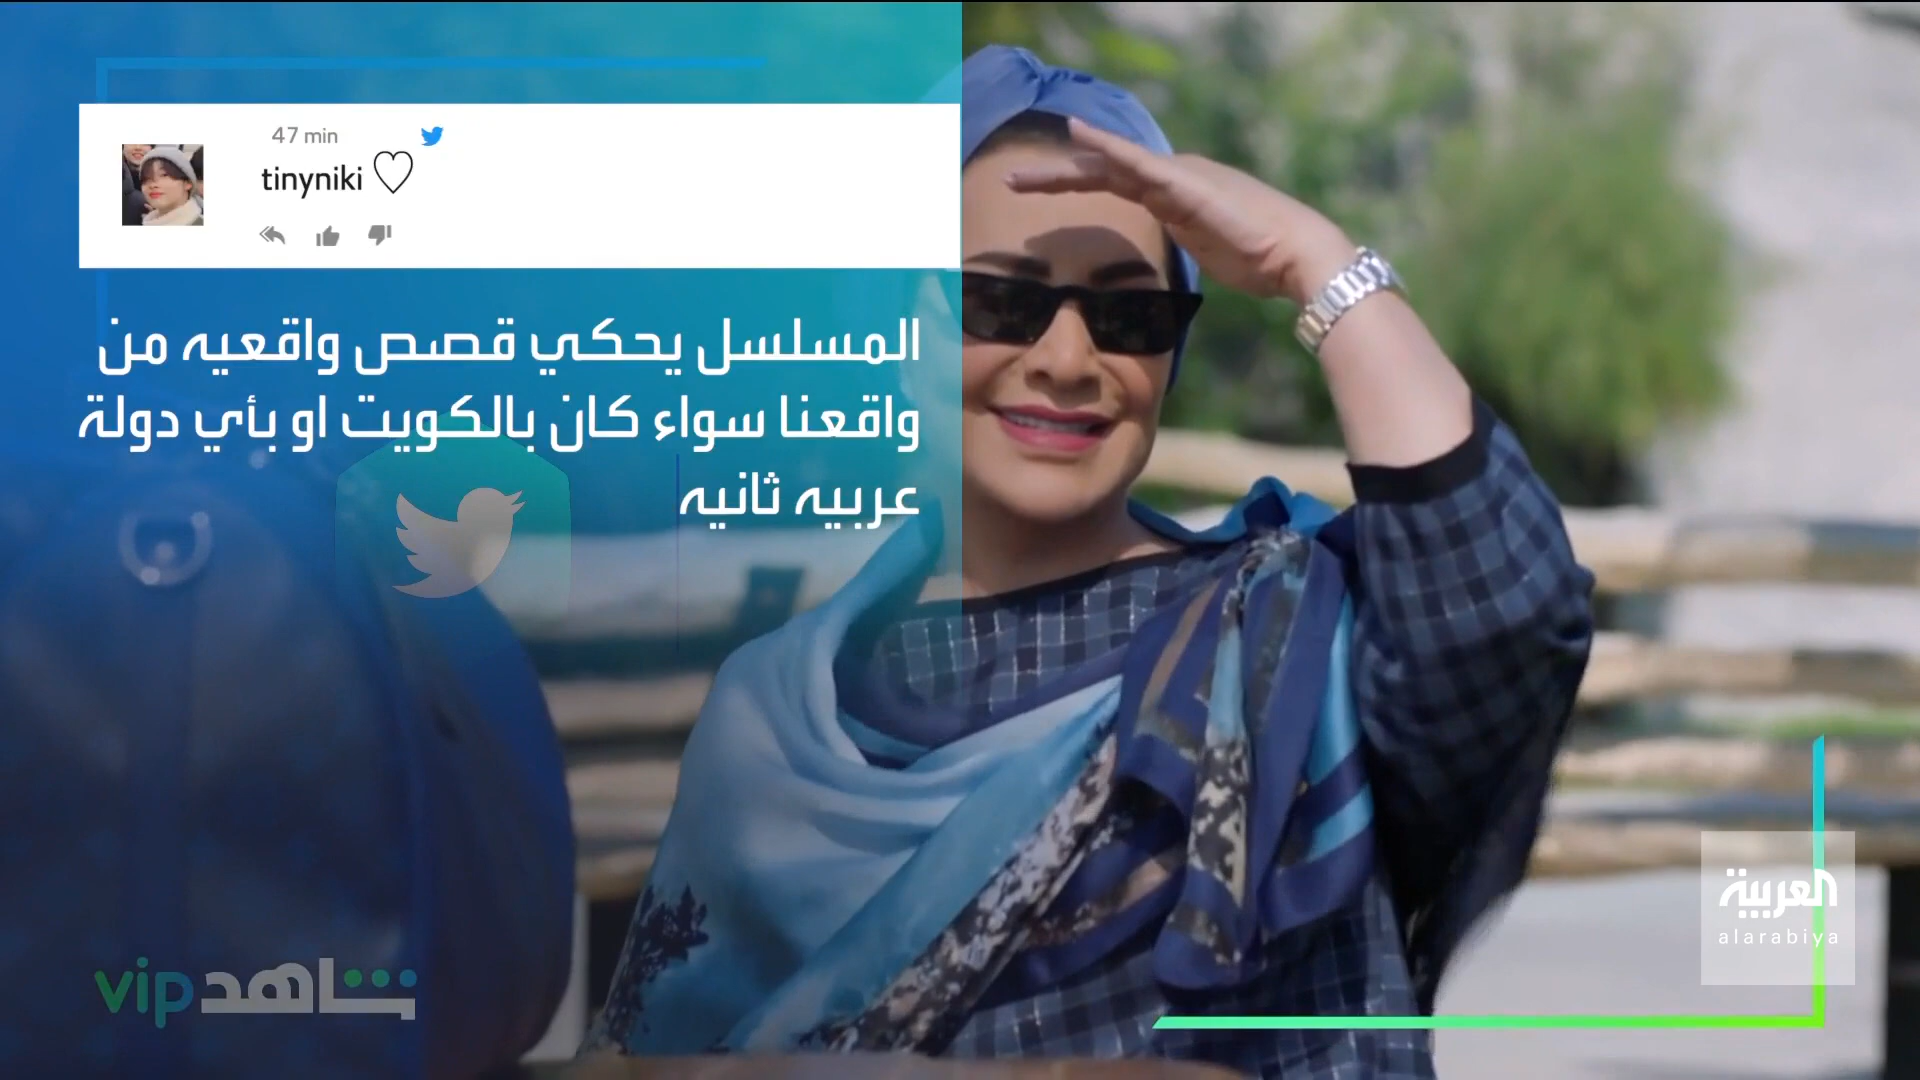 47 min
tinyniki ♡
المسلسل يحكي قصص واقعيه من
واقعنا سواء كان بالكويت او بأي دولة
عربيه ثانيه
شاهد vip
العربية
alarabiya